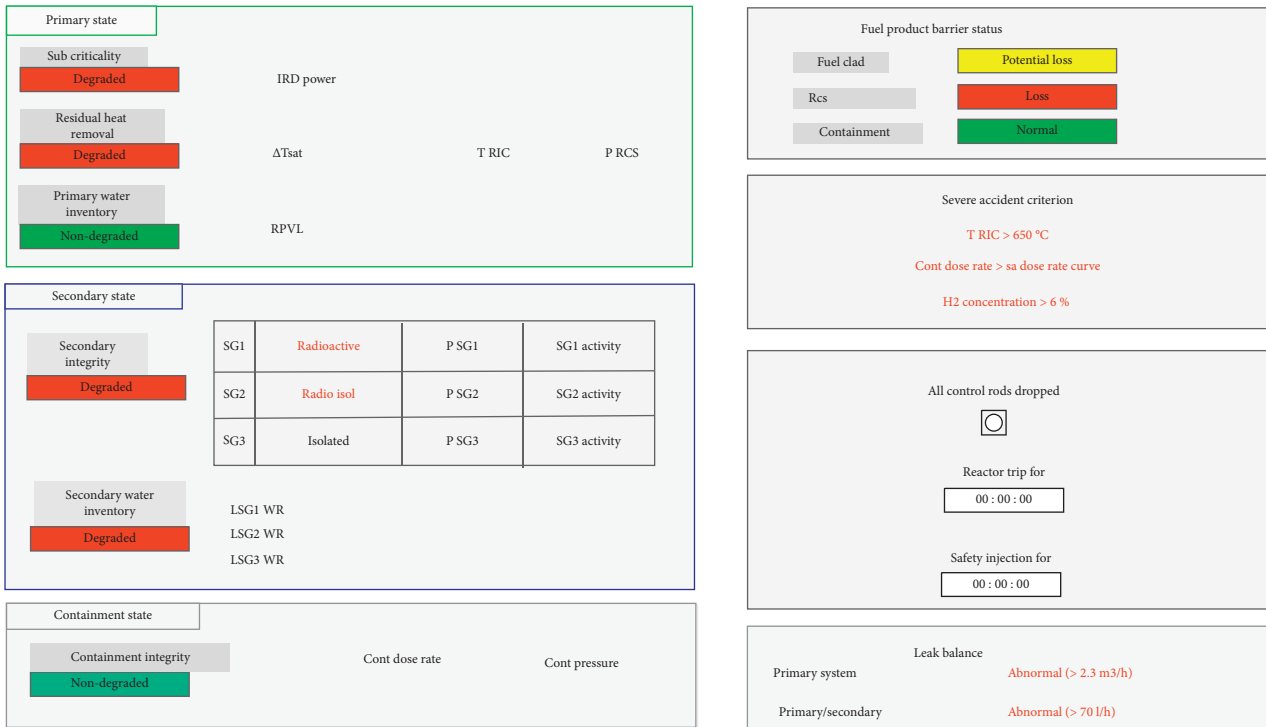 Primary state
Sub criticality
Degraded
IRD power
Residual heat
removal
Degraded
ΔTsat
T RIC
P RCS
Primary water
inventory
Non-degraded
RPVL
Secondary state
Secondary
integrity
Degraded
SG1 Radioactive P SG1 SG1 activity
SG2 Radio isol P SG2 SG2 activity
SG3 Isolated P SG3 SG3 activity
Secondary water
inventory
Degraded
LSG1 WR
LSG2 WR
LSG3 WR
Containment state
Containment integrity
Non-degraded
Cont dose rate
Cont pressure
Fuel product barrier status
Fuel clad Potential loss
Rcs Loss
Containment Normal
Severe accident criterion
T RIC > 650 °C
Cont dose rate > sa dose rate curve
H2 concentration > 6 %
All control rods dropped
Reactor trip for
00 : 00 : 00
Safety injection for
00 : 00 : 00
Leak balance
Primary system Abnormal (> 2.3 m3/h)
Primary/secondary Abnormal (> 70 l/h)